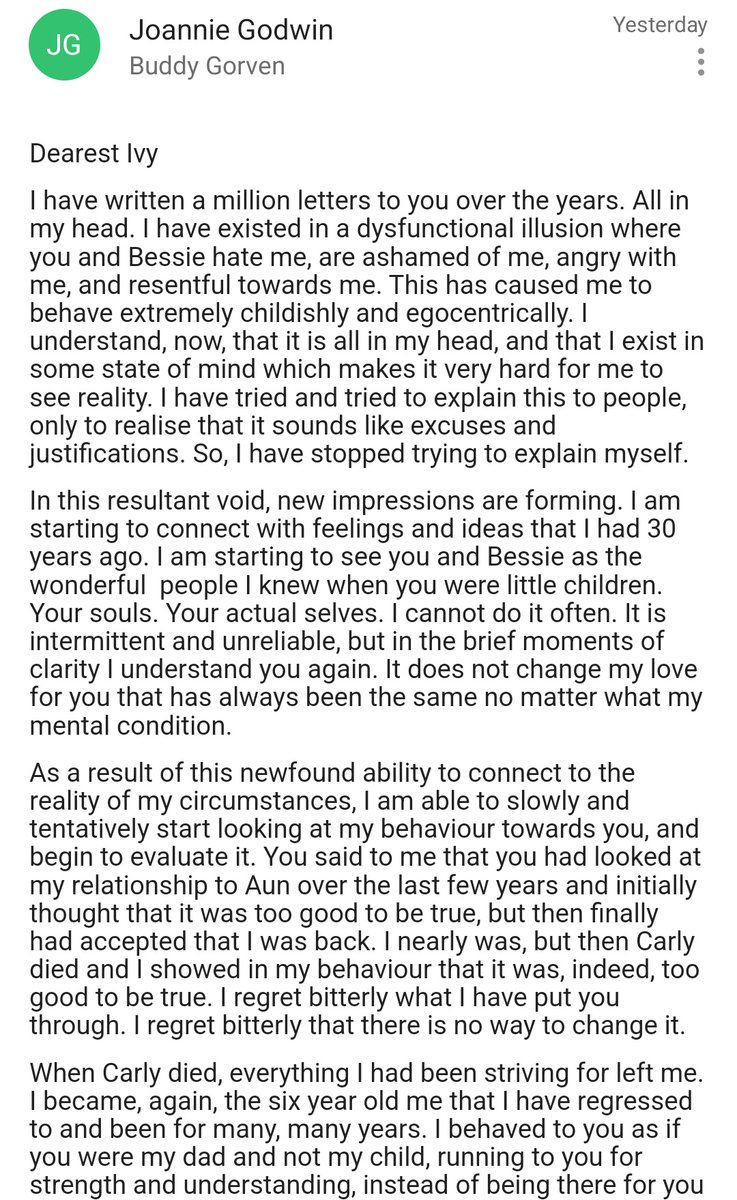 JG
Joannie Godwin
Yesterday
Buddy Gorven
Dearest Ivy
I have written a million letters to you over the years. All in
my head. I have existed in a dysfunctional illusion where
you and Bessie hate me, are ashamed of me, angry with
me, and resentful towards me. This has caused me to
behave extremely childishly and egocentrically. I
understand, now, that it is all in my head, and that I exist in
some state of mind which makes it very hard for me to
see reality. I have tried and tried to explain this to people,
only to realise that it sounds like excuses and
justifications. So, I have stopped trying to explain myself.
In this resultant void, new impressions are forming. I am
starting to connect with feelings and ideas that I had 30
years ago. I am starting to see you and Bessie as the
wonderful  people I knew when you were little children.
Your souls. Your actual selves. I cannot do it often. It is
intermittent and unreliable, but in the brief moments of
clarity I understand you again. It does not change my love
for you that has always been the same no matter what my
mental condition.
As a result of this newfound ability to connect to the
reality of my circumstances, I am able to slowly and
tentatively start looking at my behaviour towards you, and
begin to evaluate it. You said to me that you had looked at
my relationship to Aun over the last few years and initially
thought that it was too good to be true, but then finally
had accepted that I was back. I nearly was, but then Carly
died and I showed in my behaviour that it was, indeed, too
good to be true. I regret bitterly what I have put you
through. I regret bitterly that there is no way to change it.
When Carly died, everything I had been striving for left me.
I became, again, the six year old me that I have regressed
to and been for many, many years. I behaved to you as if
you were my dad and not my child, running to you for
strength and understanding, instead of being there for you